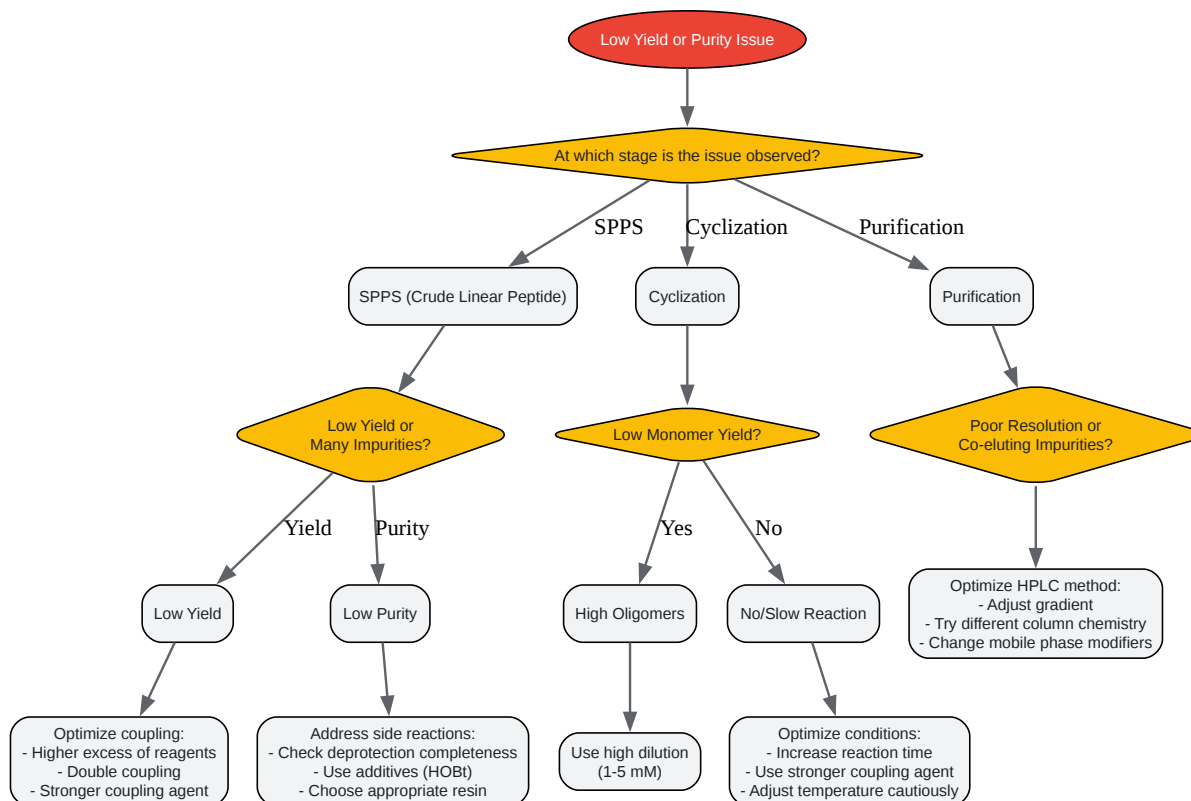 Low Yield or Purity Issue
At which stage is the issue observed?
SPPS
Cyclization
Purification
SPPS (Crude Linear Peptide)
Cyclization
Purification
Low Yield or
Many Impurities?
Low Monomer Yield?
Poor Resolution or
Co-eluting Impurities?
Yield
Purity
Yes
No
Low Yield
Low Purity
High Oligomers
No/Slow Reaction
Optimize HPLC method:
- Adjust gradient
- Try different column chemistry
- Change mobile phase modifiers
Optimize coupling:
- Higher excess of reagents
- Double coupling
- Stronger coupling agent
Address side reactions:
- Check deprotection completeness
- Use additives (HOBt)
- Choose appropriate resin
Use high dilution
(1-5 mM)
Optimize conditions:
- Increase reaction time
- Use stronger coupling agent
- Adjust temperature cautiously